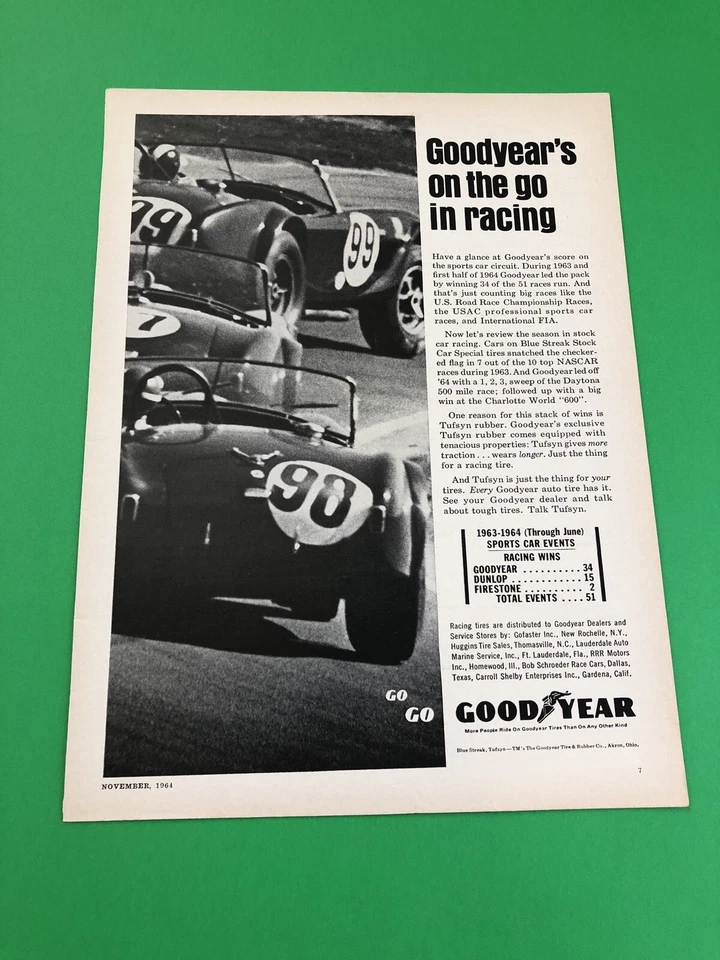 99
99
7
98
GO
GO
Goodyear's
on the go
in racing
Have a glance at Goodyear's score on
the sports car circuit. During 1963 and
first half of 1964 Goodyear led the pack
by winning 34 of the 51 races run. And
that's just counting big races like the
U.S. Road Race Championship Races,
the USAC professional sports car
races, and International FIA.
Now let's review the season in stock
car racing. Cars on Blue Streak Stock
Car Special tires snatched the checker-
ed flag in 7 out of the 10 top NASCAR
races during 1963. And Goodyear led off
'64 with a 1, 2, 3, sweep of the Daytona
500 mile race; followed up with a big
win at the Charlotte World "600".
One reason for this stack of wins is
Tufsyn rubber. Goodyear's exclusive
Tufsyn rubber comes equipped with
tenacious properties: Tufsyn gives more
traction . . . wears longer. Just the thing
for a racing tire.
And Tufsyn is just the thing for your
tires. Every Goodyear auto tire has it.
See your Goodyear dealer and talk
about tough tires. Talk Tufsyn.
1963-1964 (Through June)
SPORTS CAR EVENTS
RACING WINS
GOODYEAR . . . . . . . . . . 34
DUNLOP . . . . . . . . . . . . 15
FIRESTONE . . . . . . . . . . 2
TOTAL EVENTS . . . . 51
Racing tires are distributed to Goodyear Dealers and
Service Stores by: Gofaster Inc., New Rochelle, N.Y.,
Huggins Tire Sales, Thomasville, N.C., Lauderdale Auto
Marine Service, Inc., Ft. Lauderdale, Fla., RRR Motors
Inc., Homewood, Ill., Bob Schroeder Race Cars, Dallas,
Texas, Carroll Shelby Enterprises Inc., Gardena, Calif.
GOODYEAR
More People Ride On Goodyear Tires Than On Any Other Kind
Blue Streak, Tufsyn—TM's The Goodyear Tire & Rubber Co., Akron, Ohio.
NOVEMBER, 1964
7